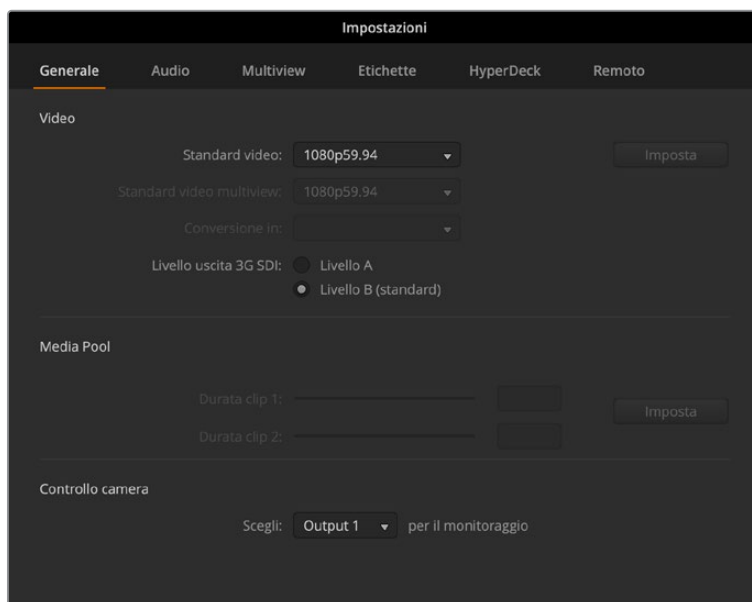 Impostazioni
Generale Audio Multiview Etichette HyperDeck Remoto
Video
Standard video: 1080p59.94 Imposta
Standard video multiview: 1080p59.94
Conversione in:
Livello uscita 3G SDI: Livello A
Livello B (standard)
Media Pool
Durata clip 1:
Imposta
Durata clip 2:
Controllo camera
Scegli: Output 1 per il monitoraggio